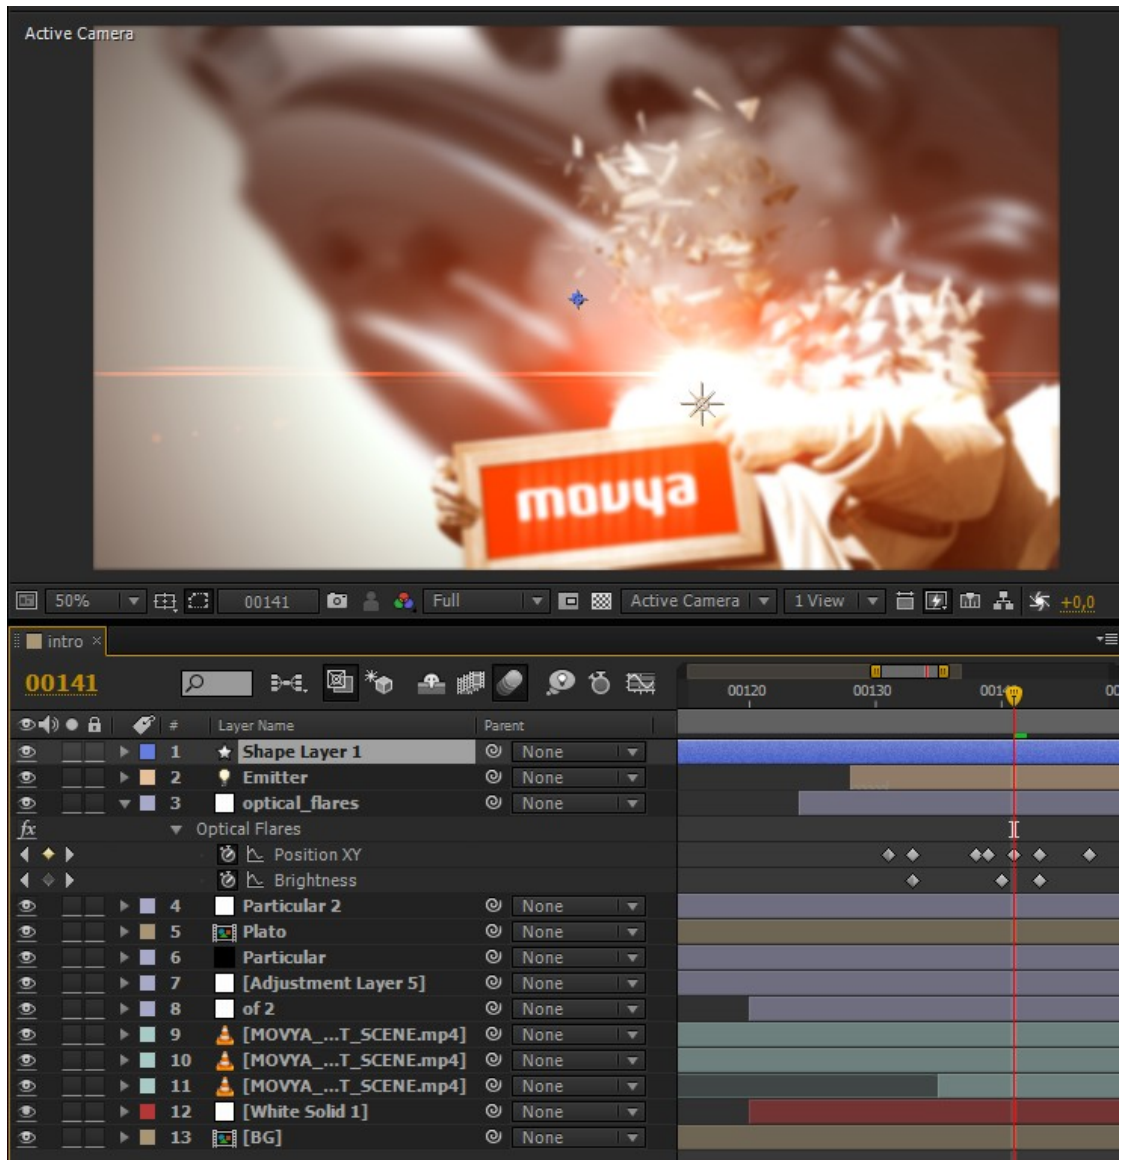 Active Camera
movya
50% 00141 Full Active Camera 1 View +0,0
intro ×
00141
00120 00130
# Layer Name Parent
1 Shape Layer 1 None
2 Emitter None
3 optical_flares None
fx Optical Flares
Position XY
Brightness
4 Particular 2 None
5 Plato None
6 Particular None
7 [Adjustment Layer 5] None
8 of 2 None
9 [MOVYA_...T_SCENE.mp4] None
10 [MOVYA_...T_SCENE.mp4] None
11 [MOVYA_...T_SCENE.mp4] None
12 [White Solid 1] None
13 [BG] None